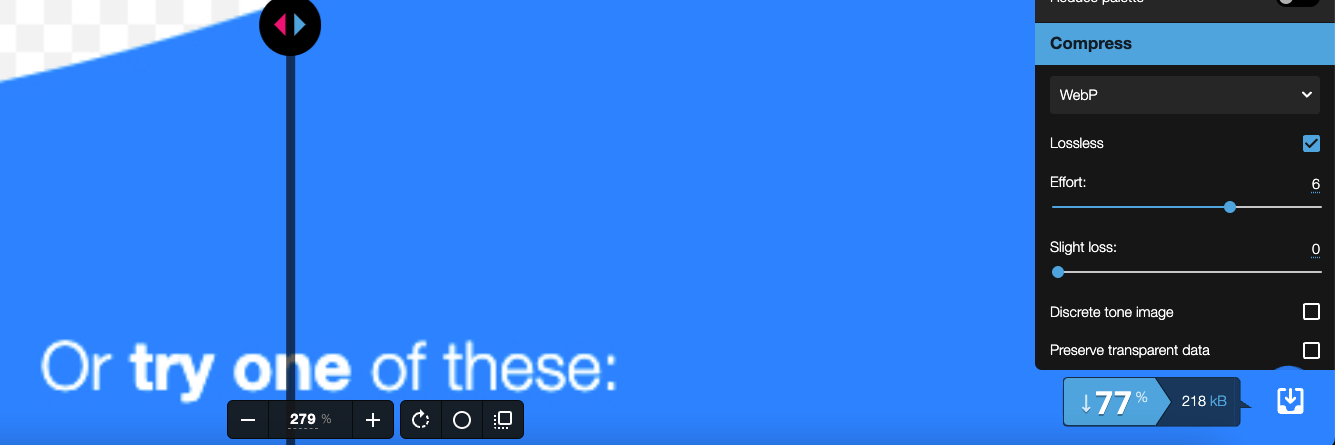 Reduce palette
Compress
WebP
Lossless
Effort:
6
Slight loss:
0
Discrete tone image
Preserve transparent data
Or try one of these:
279 %
↓77 %
218 kB